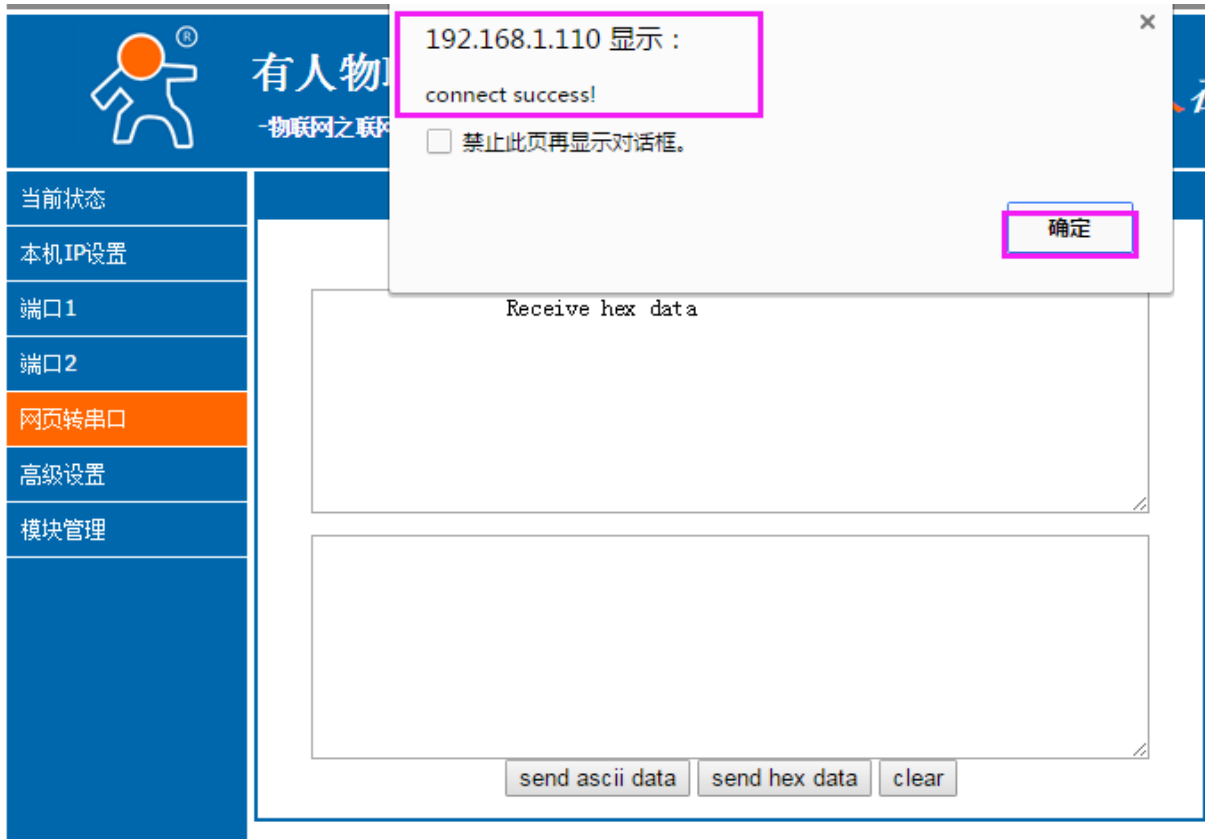 ®
192.168.1.110 显示：
connect success!
禁止此页再显示对话框。
确定
有人物
-物联网之联网
当前状态
本机IP设置
端口1
端口2
网页转串口
高级设置
模块管理
Receive hex data
send ascii data
send hex data
clear